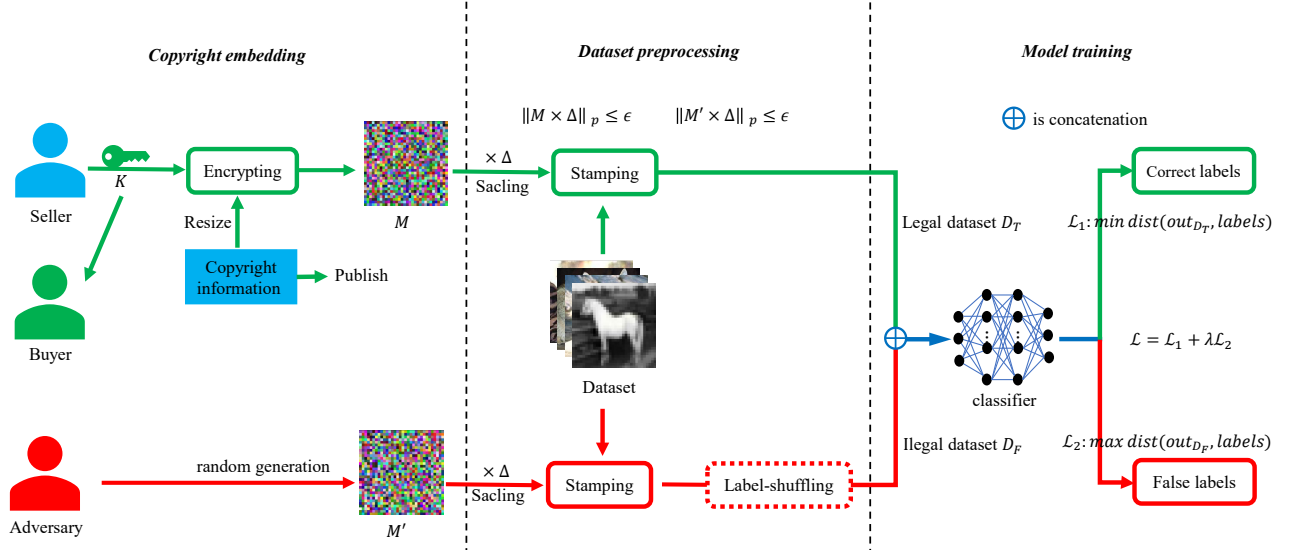 Copyright embedding
Dataset preprocessing
Model training
‖M × Δ‖ p ≤ ϵ
‖M′ × Δ‖ p ≤ ϵ
is concatenation
K
Encrypting
M
× Δ
Sacling
Stamping
Correct labels
Seller
Resize
Legal dataset D_T
ℒ₁: min dist(out_{D_T}, labels)
Copyright
information
Publish
Buyer
Dataset
classifier
ℒ = ℒ₁ + λℒ₂
Adversary
random generation
M′
× Δ
Sacling
Stamping
Label-shuffling
Ilegal dataset D_F
ℒ₂: max dist(out_{D_F}, labels)
False labels